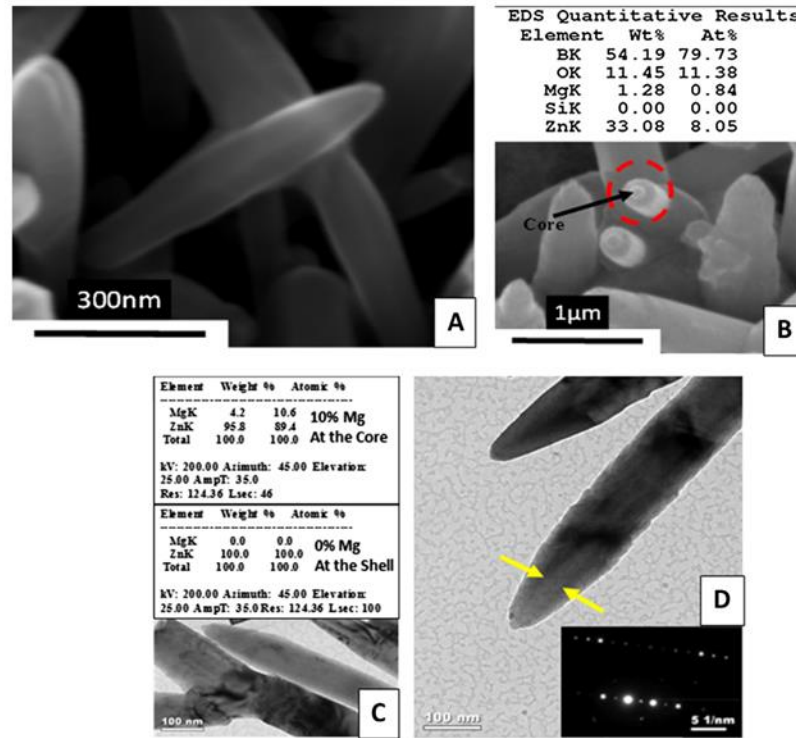 300nm
A
EDS Quantitative Results
Element Wt% At%
BK 54.19 79.73
OK 11.45 11.38
MgK 1.28 0.84
SiK 0.00 0.00
ZnK 33.08 8.05
Core
1µm
B
Element Weight % Atomic %
MgK 4.2 10.6 10% Mg
ZnK 95.8 89.4
Total 100.0 100.0 At the Core
kV: 200.00 Azimuth: 45.00 Elevation:
25.00 AmpT: 35.0
Res: 124.36 Lsec: 46
Element Weight % Atomic %
MgK 0.0 0.0 0% Mg
ZnK 100.0 100.0
Total 100.0 100.0 At the Shell
kV: 200.00 Azimuth: 45.00 Elevation:
25.00 AmpT: 35.0 Res: 124.36 Lsec: 100
100 nm
C
D
100 nm
5 1/nm